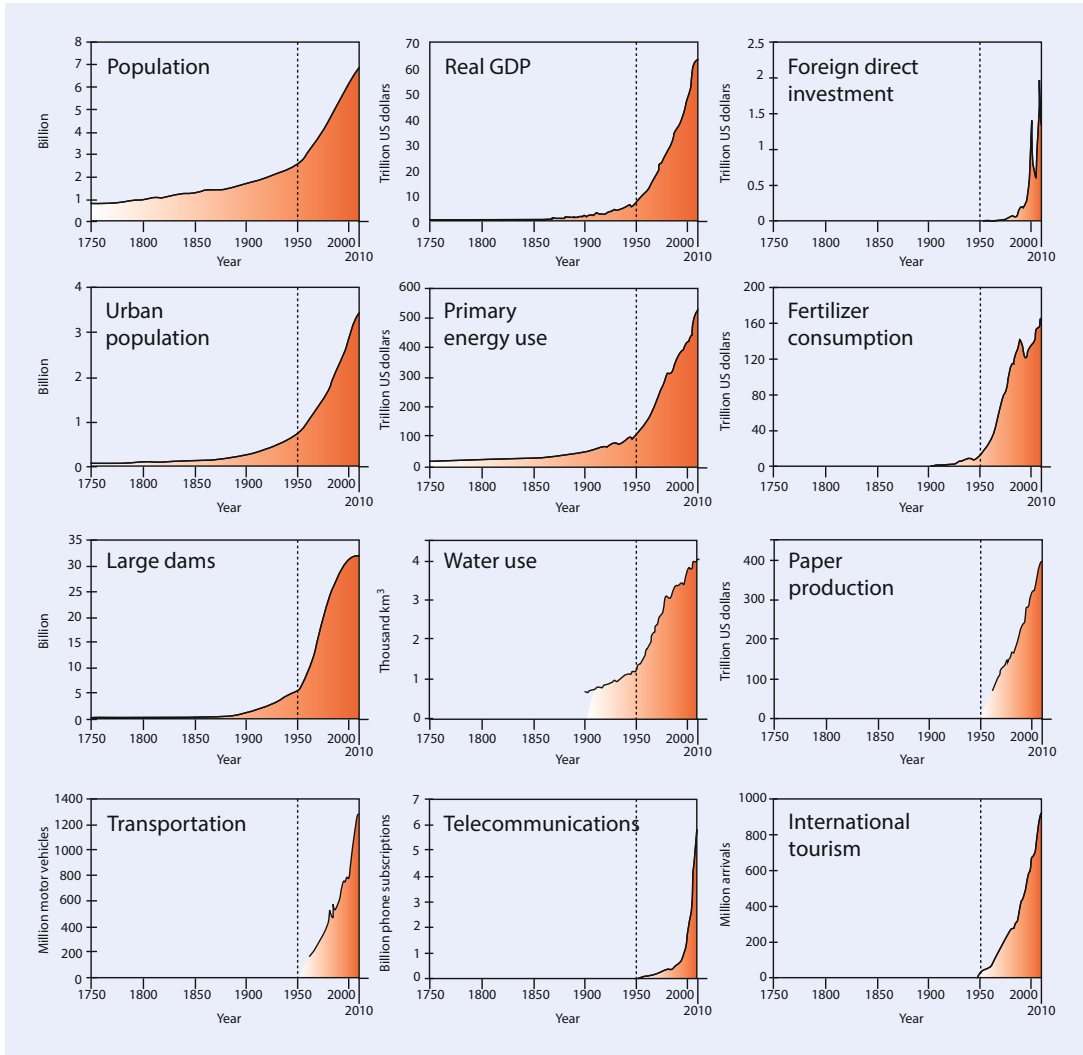 Population
Billion
8
7
6
5
4
3
2
1
0
1750 1800 1850 1900 1950 2000
2010
Year
Real GDP
Trillion US dollars
70
60
50
40
30
20
10
0
1750 1800 1850 1900 1950 2000
2010
Year
Foreign direct
investment
Trillion US dollars
2.5
2
1.5
1
0.5
0
1750 1800 1850 1900 1950 2000
2010
Year
Urban
population
Billion
4
3
2
1
0
1750 1800 1850 1900 1950 2000
2010
Year
Primary
energy use
Trillion US dollars
600
500
400
300
200
100
0
1750 1800 1850 1900 1950 2000
2010
Year
Fertilizer
consumption
Trillion US dollars
200
160
120
80
40
0
1750 1800 1850 1900 1950 2000
2010
Year
Large dams
Billion
35
30
25
20
15
10
5
0
1750 1800 1850 1900 1950 2000
2010
Year
Water use
Thousand km³
4
3
2
1
0
1750 1800 1850 1900 1950 2000
2010
Year
Paper
production
Trillion US dollars
400
300
200
100
0
1750 1800 1850 1900 1950 2000
2010
Year
Transportation
Million motor vehicles
1400
1200
1000
800
600
400
200
0
1750 1800 1850 1900 1950 2000
2010
Year
Telecommunications
Billion phone subscriptions
7
6
5
4
3
2
1
0
1750 1800 1850 1900 1950 2000
2010
Year
International
tourism
Million arrivals
1000
800
600
400
200
0
1750 1800 1850 1900 1950 2000
2010
Year